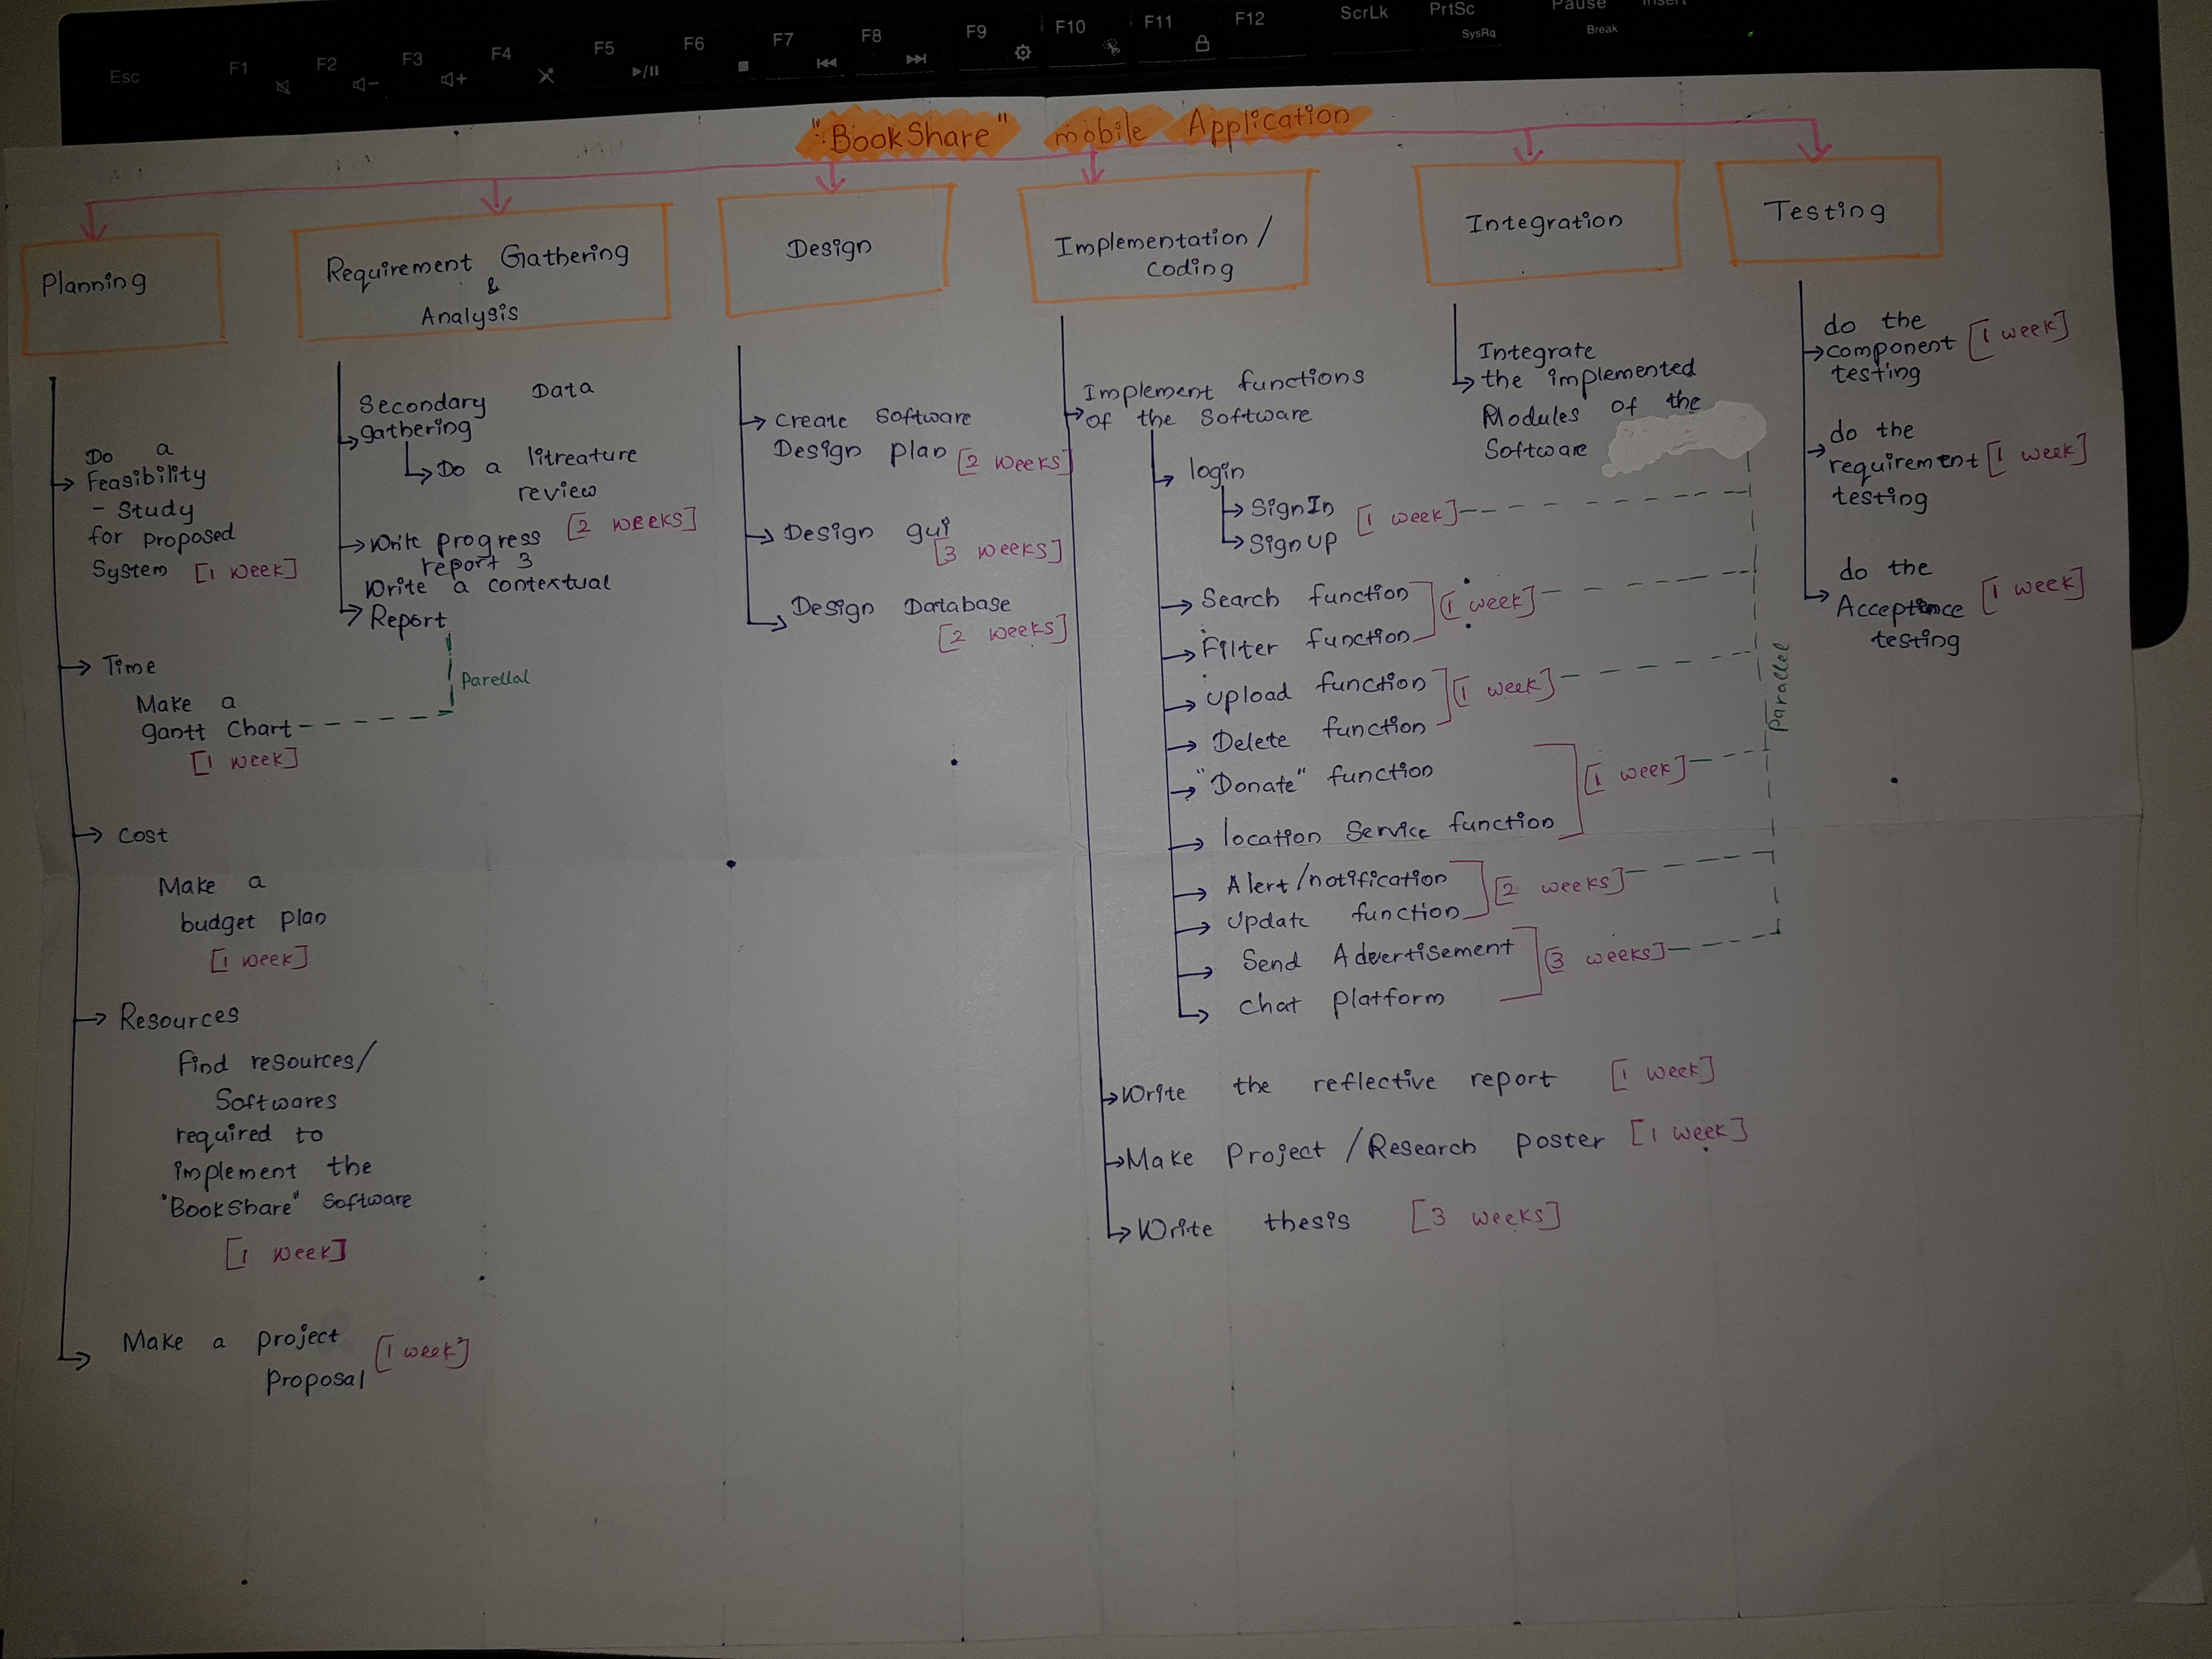 "BookShare" mobile Application
Planning
Do a
Feasibility
- Study
for proposed
System [1 week]
Time
Make a
gantt chart
[1 week]
Parellal
Cost
Make a
budget plan
[1 week]
Resources
Find resources/
Softwares
required to
implement the
"Bookshare" software
[1 week]
Make a project
proposal [1 week]
Requirement Gathering
&
Analysis
Secondary Data
gathering
Do a litreature
review
Write progress [2 weeks]
report 3
Write a contextual
Report
Design
Create Software
Design plan [2 weeks]
Design gui
[3 weeks]
Design Database
[2 weeks]
Implementation/
Coding
Implement functions
of the Software
login
SignIn
SignUp [1 week]
Search function
Filter function
[1 week]
Upload function
Delete function
[1 week]
"Donate" function
location Service function
[1 week]
Alert/notification
Update function
[2 weeks]
Send Advertisement
Chat platform
[3 weeks]
Parallel
Write the reflective report [1 week]
Make Project/Research poster [1 week]
Write thesis [3 weeks]
Integration
Integrate
the implemented
Modules of the
Software
Testing
do the
component [1 week]
testing
do the
requirement [1 week]
testing
do the
Acceptence [1 week]
testing
Esc
F1
F2
F3
F4
F5
F6
F7
F8
F9
F10
F11
F12
ScrLk
PrtSc
SysRq
Pause
Break